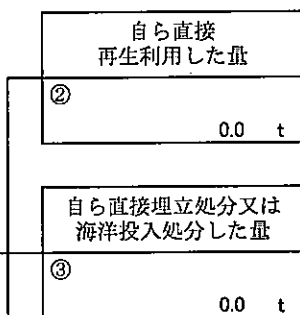 自ら直接
再生利用した量
②
0.0 t
自ら直接埋立処分又は
海洋投入処分した量
③
0.0 t